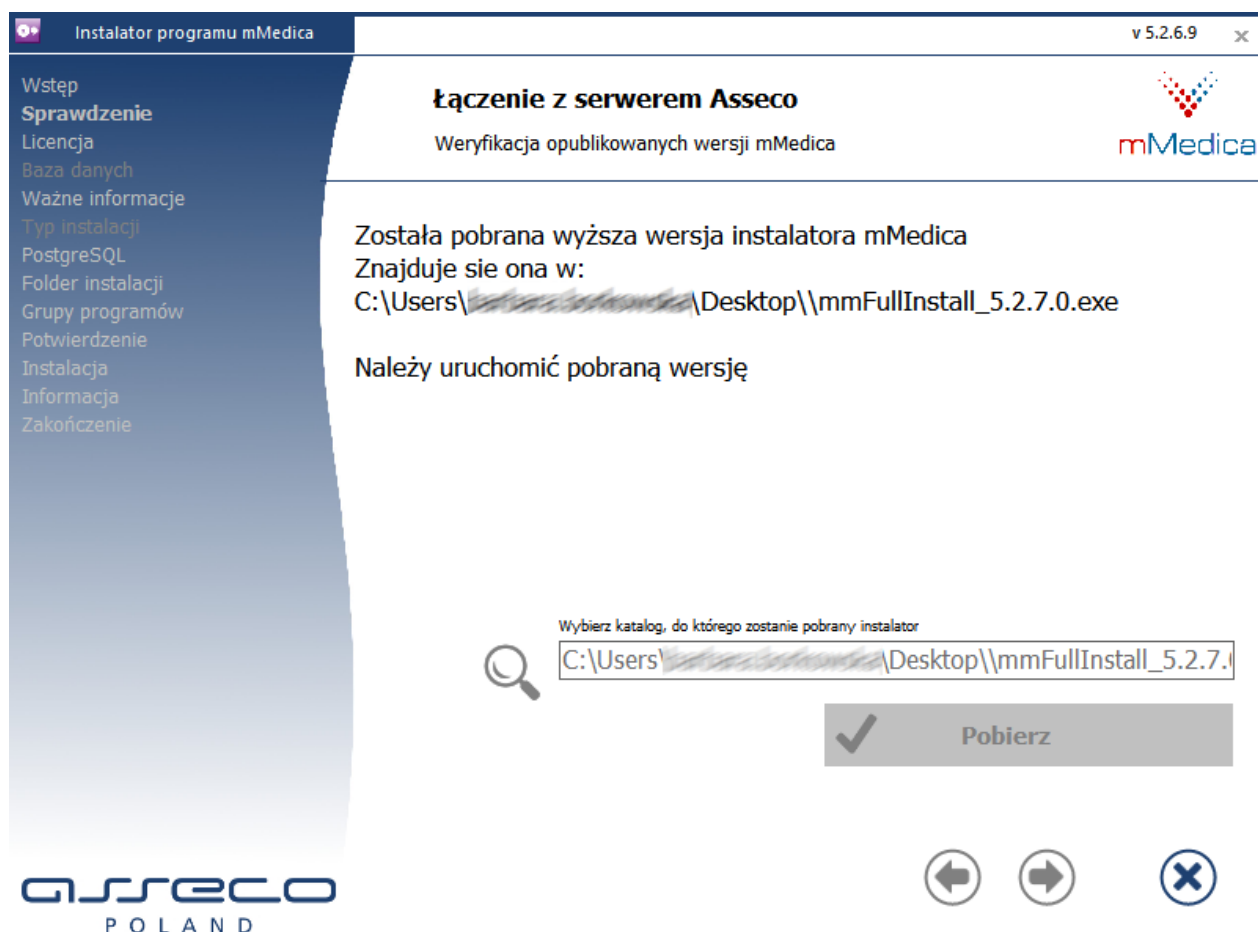 Instalator programu mMedica
v 5.2.6.9
Wstęp
Sprawdzenie
Licencja
Baza danych
Ważne informacje
Typ instalacji
PostgreSQL
Folder instalacji
Grupy programów
Potwierdzenie
Instalacja
Informacja
Zakończenie
Łączenie z serwerem Asseco
Weryfikacja opublikowanych wersji mMedica
mMedica
Została pobrana wyższa wersja instalatora mMedica
Znajduje sie ona w:
C:\Users\ \Desktop\\mmFullInstall_5.2.7.0.exe
Należy uruchomić pobraną wersję
Wybierz katalog, do którego zostanie pobrany instalator
C:\Users\ \Desktop\\mmFullInstall_5.2.7.
Pobierz
asseco
POLAND